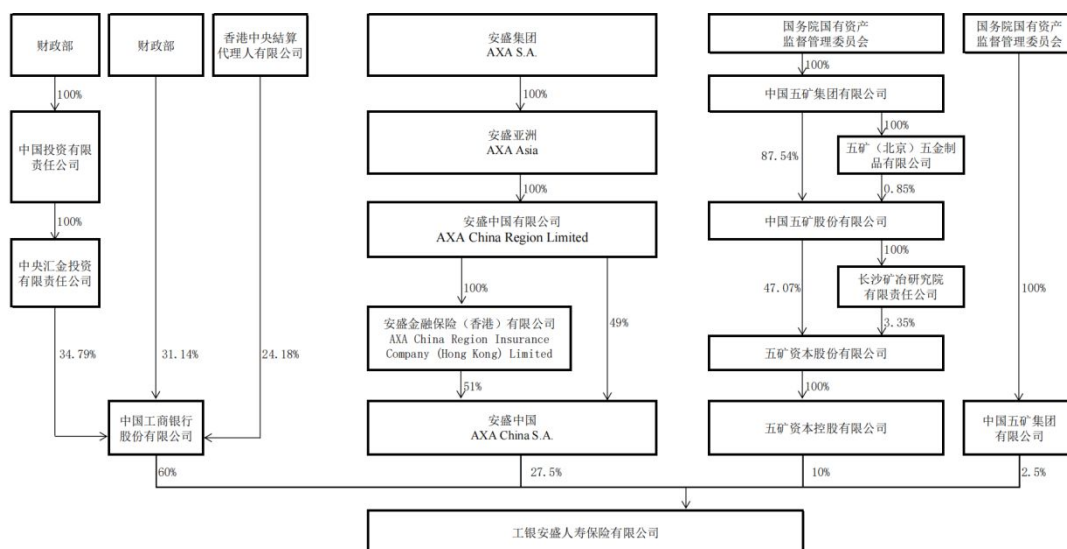 财政部
财政部
香港中央結算
代理人有限公司
安盛集团
AXA S.A.
国务院国有资产
监督管理委员会
国务院国有资产
监督管理委员会
100%
100%
100%
中国五矿集团有限公司
中国投资有限
责任公司
安盛亚洲
AXA Asia
100%
87.54%
五矿（北京）五金制
品有限公司
100%
0.85%
100%
安盛中国有限公司
AXA China Region Limited
中国五矿股份有限公司
中央汇金投资
有限责任公司
100%
长沙矿冶研究院
有限责任公司
100%
49%
47.07%
100%
安盛金融保险（香港）有限公司
AXA China Region Insurance
Company (Hong Kong) Limited
3.35%
34.79%
31.14%
24.18%
五矿资本股份有限公司
51%
100%
中国工商银行
股份有限公司
安盛中国
AXA China S.A.
五矿资本控股有限公司
中国五矿集团
有限公司
60%
27.5%
10%
2.5%
工银安盛人寿保险有限公司